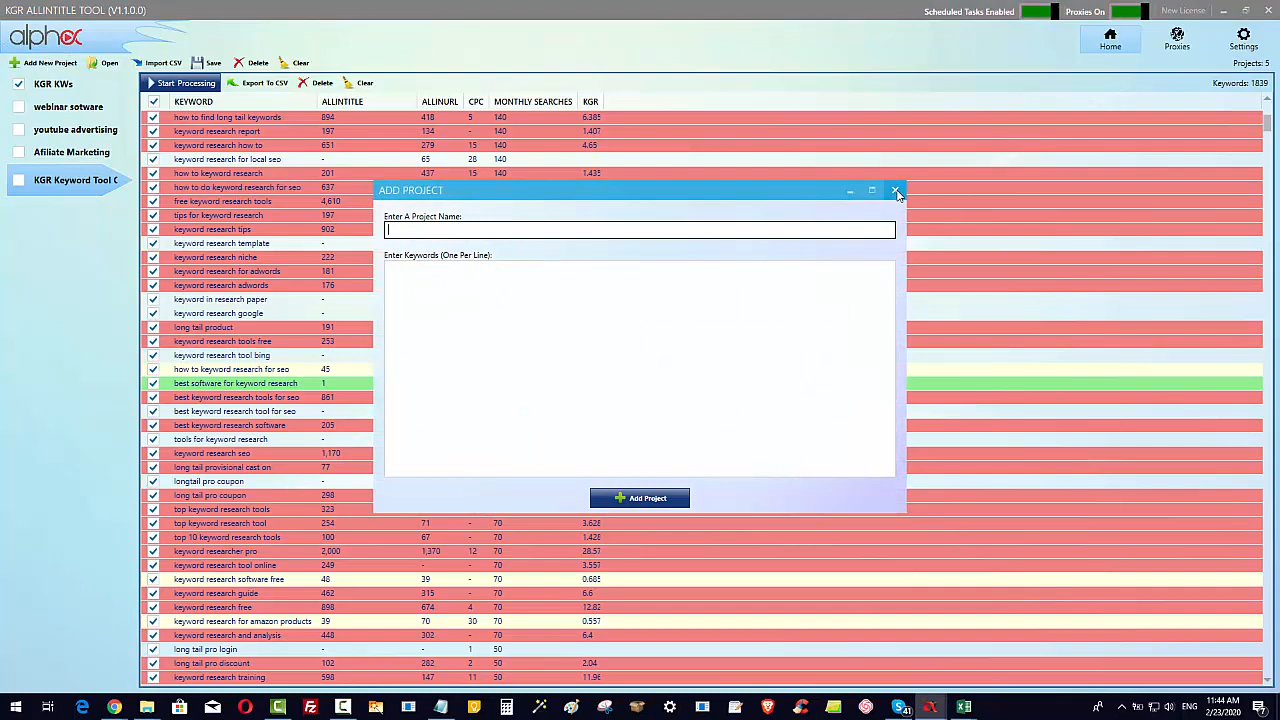 KGR ALLINTITLE TOOL (V1.1.0.0)
Scheduled Tasks Enabled Proxies On New License
alphex
Home Proxies Settings
Add New Project Open Import CSV Save Delete Clear
Projects: 5
KGR KWs
webinar sotware
youtube advertising
Afiliate Marketing
KGR Keyword Tool C
Start Processing Export To CSV Delete Clear
Keywords: 1839
KEYWORD ALLINTITLE ALLINURL CPC MONTHLY SEARCHES KGR
how to find long tail keywords 894 418 5 140 6.385
keyword research report 197 134 - 140 1.407
keyword research how to 651 279 15 140 4.65
keyword research for local seo - 65 28 140
how to keyword research 201 437 15 140 1.435
how to do keyword research for seo 637
free keyword research tools 4,610
tips for keyword research 197
keyword research tips 902
keyword research template -
keyword research niche 222
keyword research for adwords 181
keyword research adwords 176
keyword in research paper -
keyword research google -
long tail product 191
keyword research tools free 253
keyword research tool bing -
how to keyword research for seo 45
best software for keyword research 1
best keyword research tools for seo 861
best keyword research tool for seo -
best keyword research software 205
tools for keyword research -
keyword research seo 1,170
long tail provisional cast on 77
longtail pro coupon -
long tail pro coupon 298
top keyword research tools 323
top keyword research tool 254 71 - 70 3.628
top 10 keyword research tools 100 67 - 70 1.428
keyword researcher pro 2,000 1,370 12 70 28.57
keyword research tool online 249 - - 70 3.557
keyword research software free 48 39 - 70 0.685
keyword research guide 462 315 - 70 6.6
keyword research free 898 674 4 70 12.82
keyword research for amazon products 39 70 30 70 0.557
keyword research and analysis 448 302 - 70 6.4
long tail pro login - - 1 50
long tail pro discount 102 282 2 50 2.04
keyword research training 598 147 11 50 11.96
ADD PROJECT
Enter A Project Name:
Enter Keywords (One Per Line):
Add Project
41
ENG
11:44 AM
2/23/2020